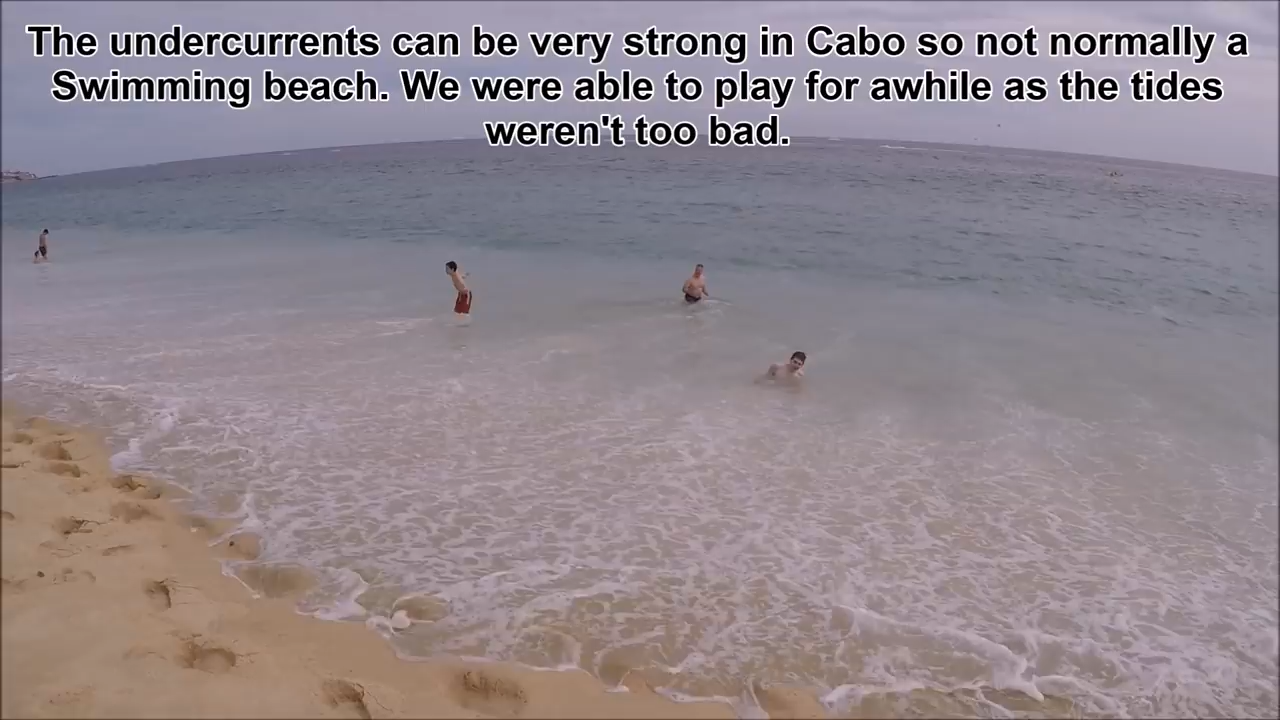 The undercurrents can be very strong in Cabo so not normally a
Swimming beach. We were able to play for awhile as the tides
weren't too bad.